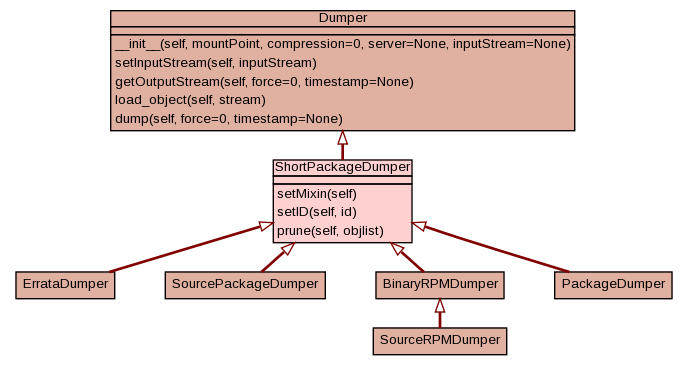 Dumper
__init__(self, mountPoint, compression=0, server=None, inputStream=None)
setInputStream(self, inputStream)
getOutputStream(self, force=0, timestamp=None)
load_object(self, stream)
dump(self, force=0, timestamp=None)
ShortPackageDumper
setMixin(self)
setID(self, id)
prune(self, objlist)
ErrataDumper
SourcePackageDumper
BinaryRPMDumper
PackageDumper
SourceRPMDumper